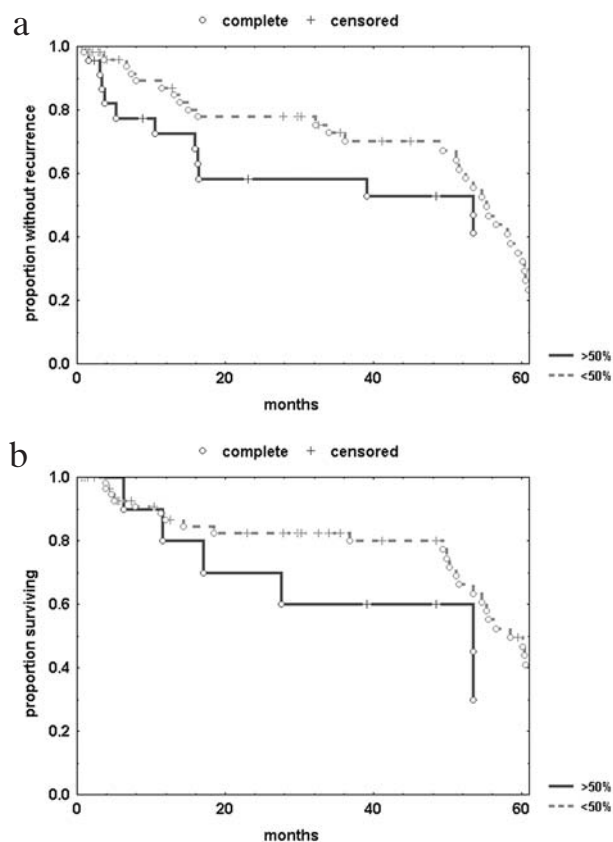 a
complete censored
1.0
0.8
0.6
0.4
0.2
0.0
proportion without recurrence
0 20 40 60
months
>50%
<50%
b
complete censored
1.0
0.8
0.6
0.4
0.2
0.0
proportion surviving
0 20 40 60
months
>50%
<50%